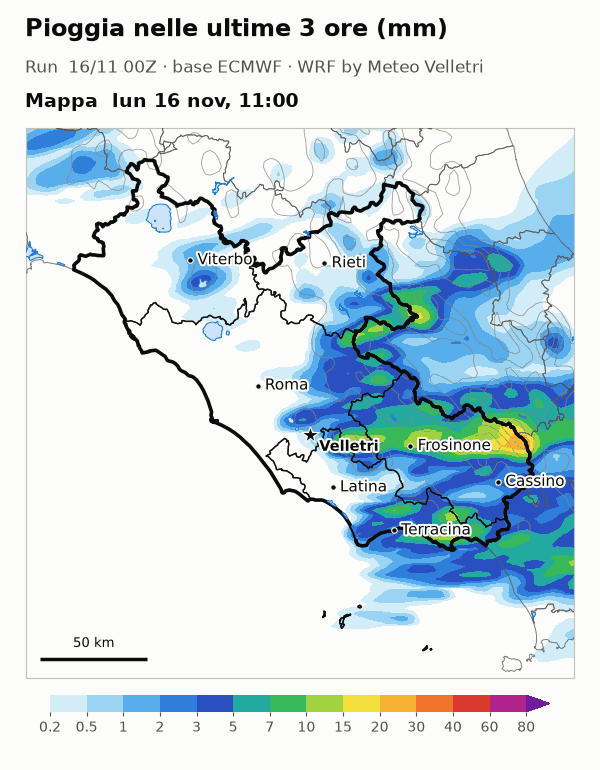 Pioggia nelle ultime 3 ore (mm)
Run  16/11 00Z · base ECMWF · WRF by Meteo Velletri
Mappa  lun 16 nov, 11:00
Viterbo
Rieti
Roma
Velletri
Frosinone
Latina
Cassino
Terracina
50 km
0.2 0.5 1 2 3 5 7 10 15 20 30 40 60 80